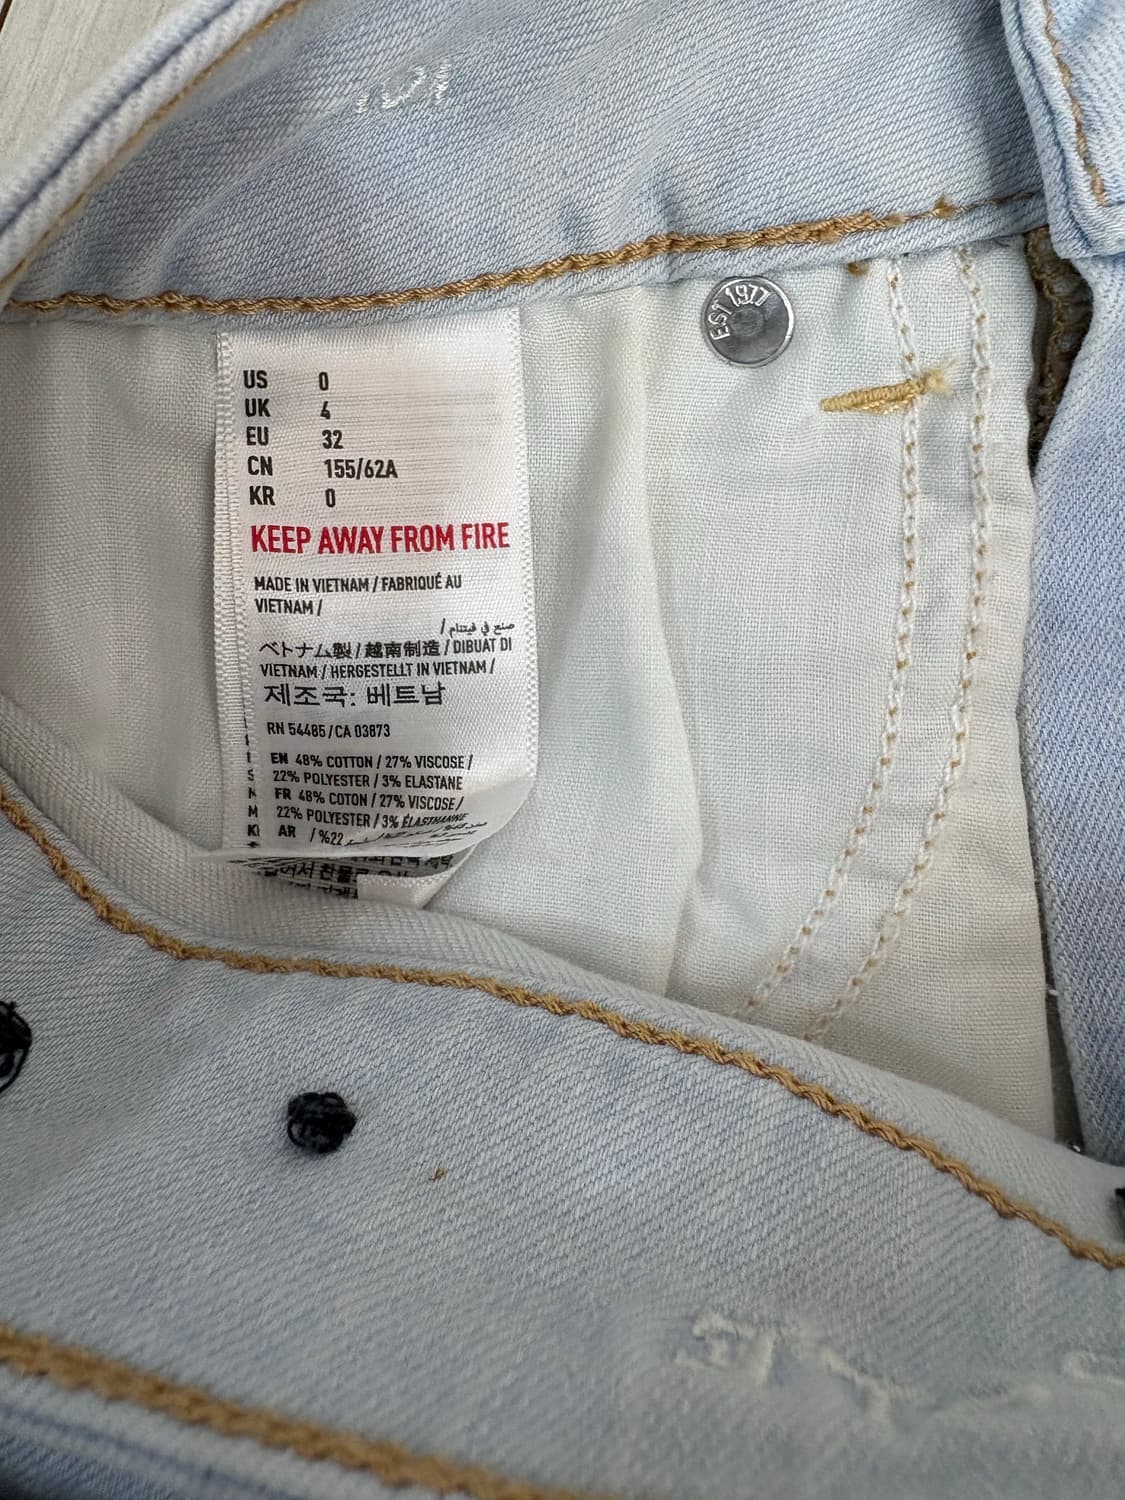 EST 1977
US 0
UK 4
EU 32
CN 155/62A
KR 0
KEEP AWAY FROM FIRE
MADE IN VIETNAM / FABRIQUÉ AU
VIETNAM /
صنع في فيتنام /
ベトナム製 / 越南制造 / DIBUAT DI
VIETNAM / HERGESTELLT IN VIETNAM /
제조국: 베트남
RN 54485 / CA 03873
EN 48% COTTON / 27% VISCOSE /
22% POLYESTER / 3% ELASTANE
FR 48% COTON / 27% VISCOSE /
22% POLYESTER / 3% ÉLASTHANNE
AR / %22